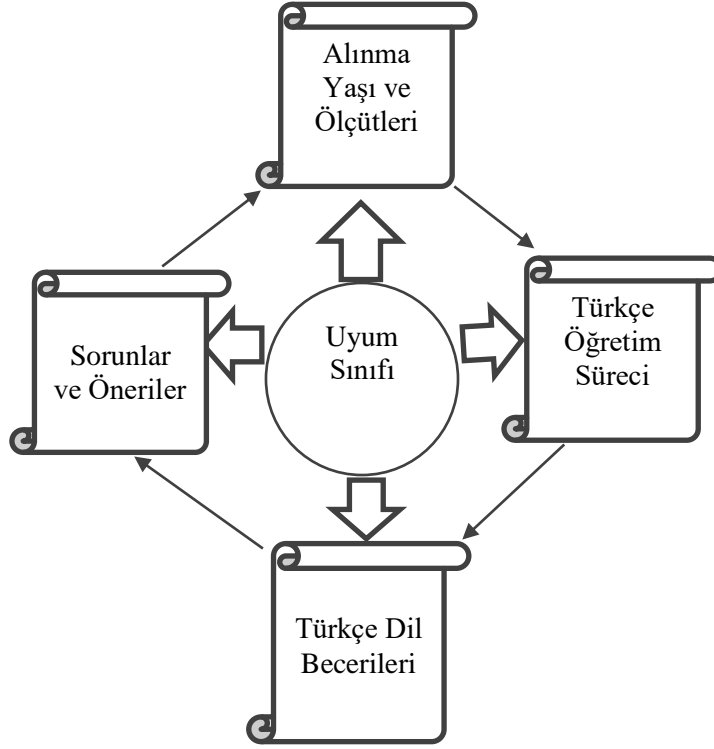 Alınma
Yaşı ve
Ölçütleri
Türkçe
Öğretim
Süreci
Uyum
Sınıfı
Sorunlar
ve Öneriler
Türkçe Dil
Becerileri